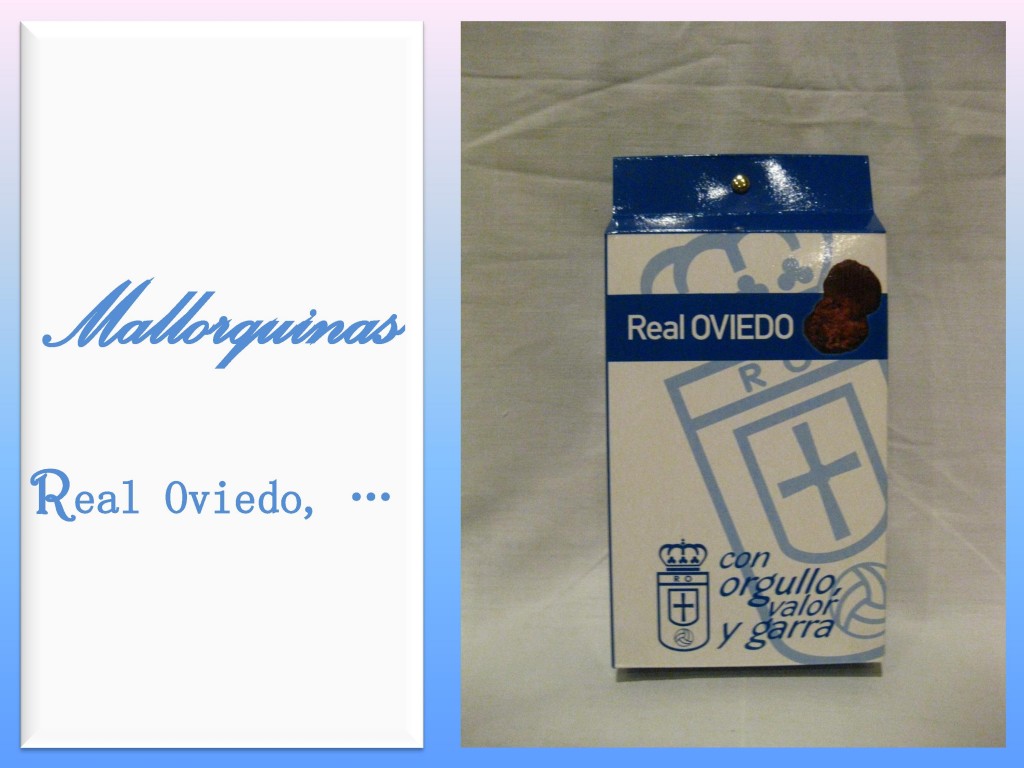 Mallorquinas
Real Oviedo, ...
Real OVIEDO
R O
R O
con
orgullo,
valor
y garra